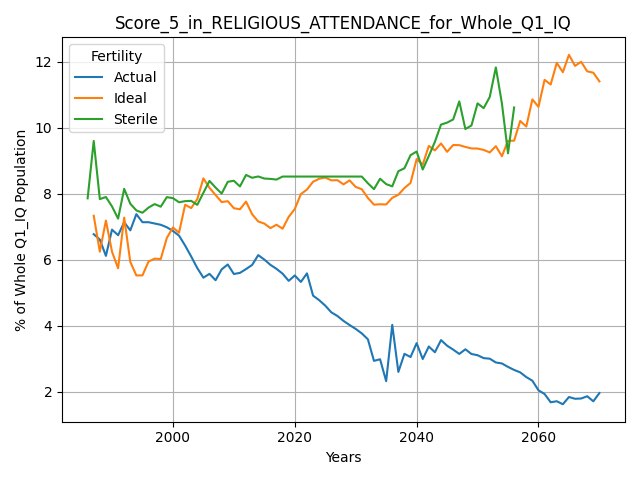 Score_5_in_RELIGIOUS_ATTENDANCE_for_Whole_Q1_IQ
Fertility
Actual
Ideal
Sterile
% of Whole Q1_IQ Population
12
10
8
6
4
2
2000
2020
2040
2060
Years